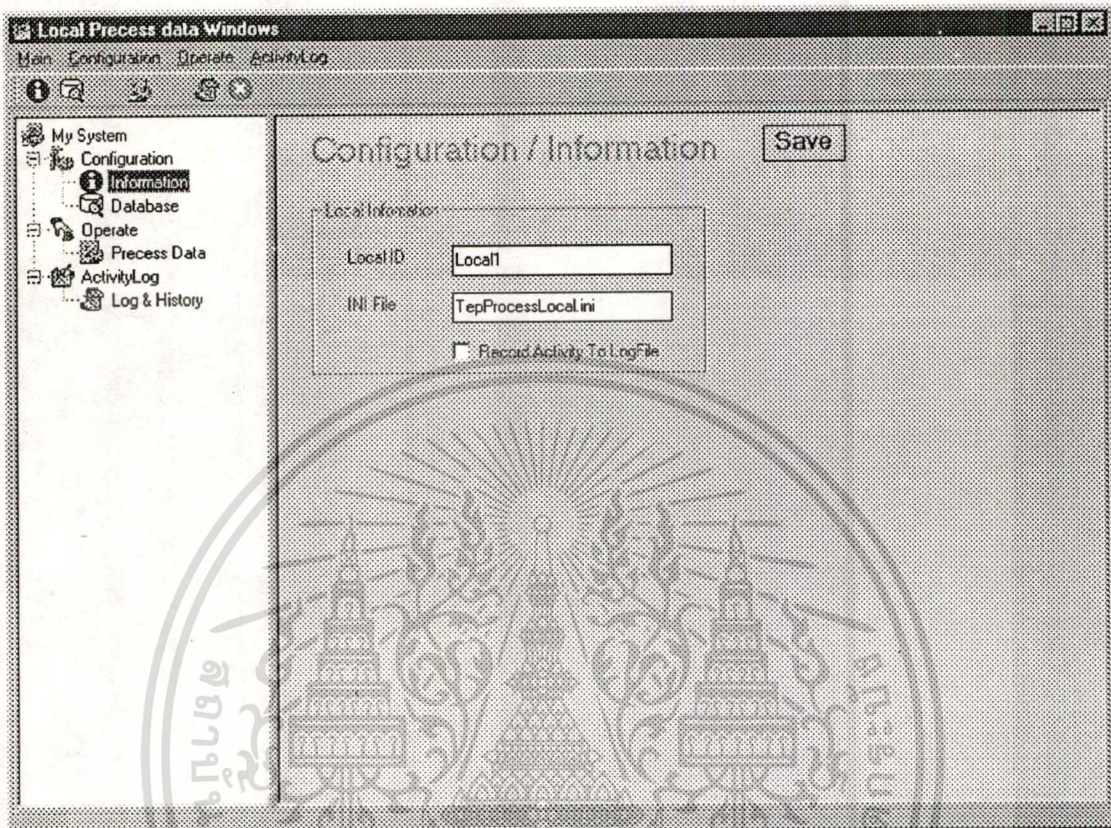 Local Precess data Windows
Main Configuration Operate ActivityLog
My System
Configuration
Information
Database
Operate
Precess Data
ActivityLog
Log & History
Configuration / Information
Save
Local Infomation
Local ID
Local1
INI File
TepProcessLocal.ini
Record Activity To LogFile